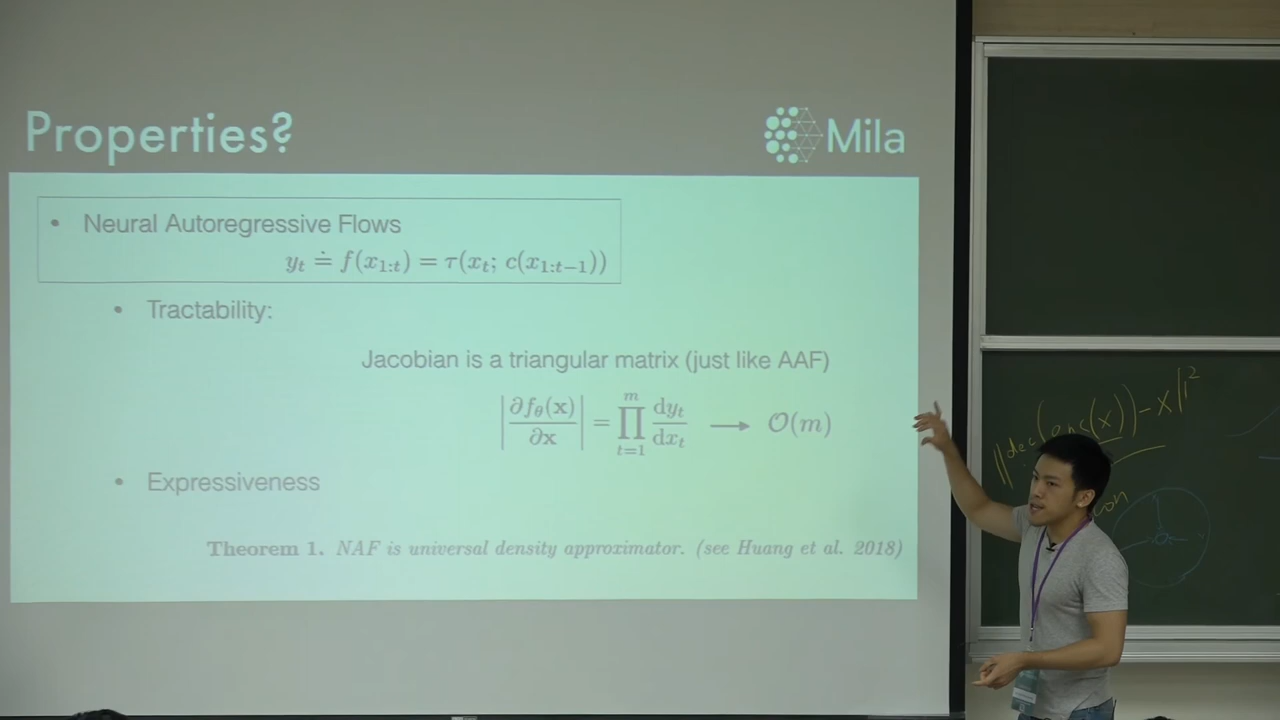 Properties?
Mila
• Neural Autoregressive Flows
y_t ≐ f(x_{1:t}) = τ(x_t; c(x_{1:t−1}))
• Tractability:
Jacobian is a triangular matrix (just like AAF)
|∂f_θ(𝐱)/∂𝐱| = ∏_{t=1}^{m} dy_t/dx_t → 𝒪(m)
• Expressiveness
Theorem 1. NAF is universal density approximator. (see Huang et al. 2018)
||dec(enc(x)) − x||²